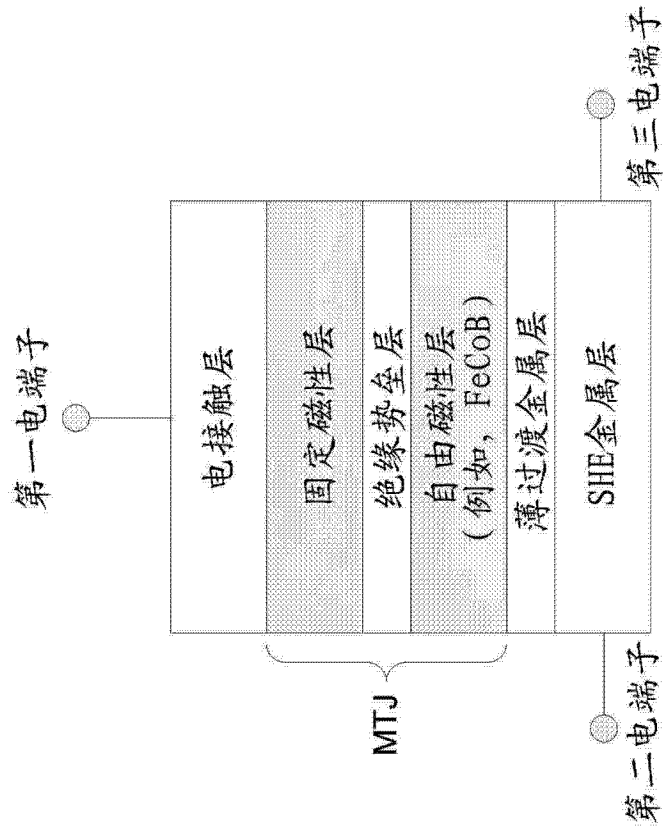 第一电端子
电接触层
固定磁性层
绝缘势垒层
自由磁性层
(例如, FeCoB)
薄过渡金属层
SHE金属层
MTJ
第二电端子
第三电端子